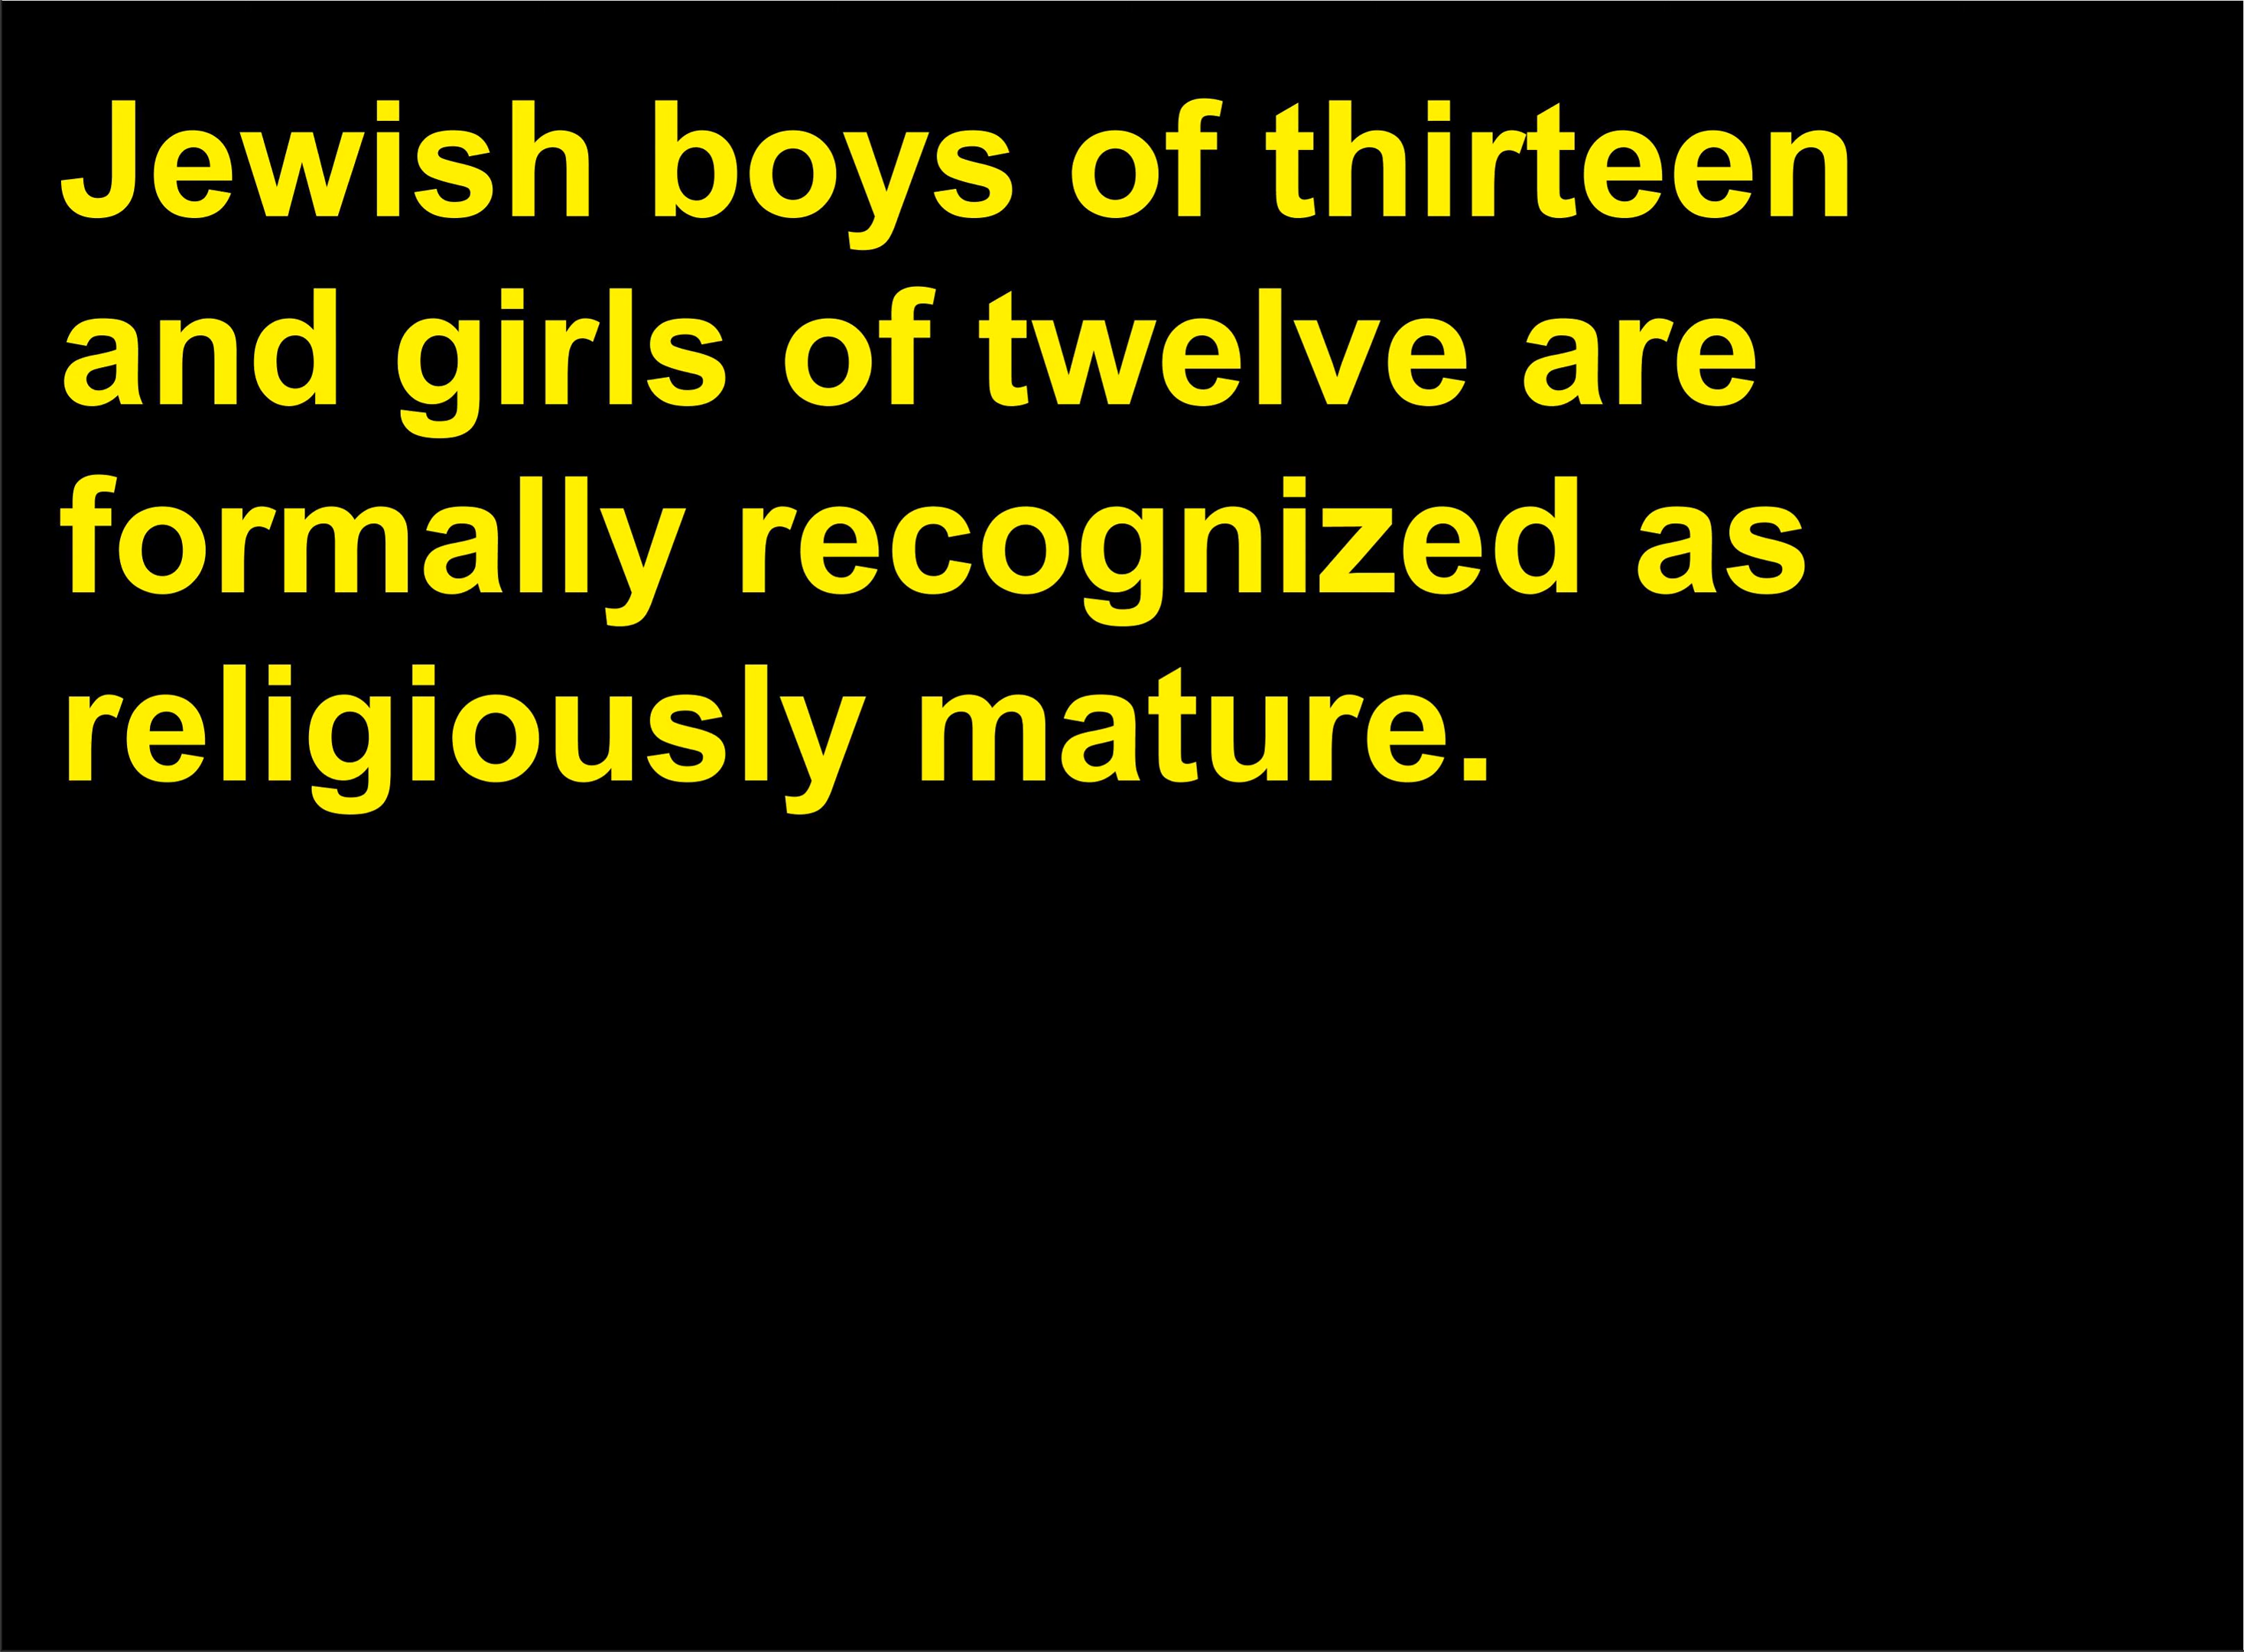 Jewish boys of thirteen
and girls of twelve are
formally recognized as
religiously mature.